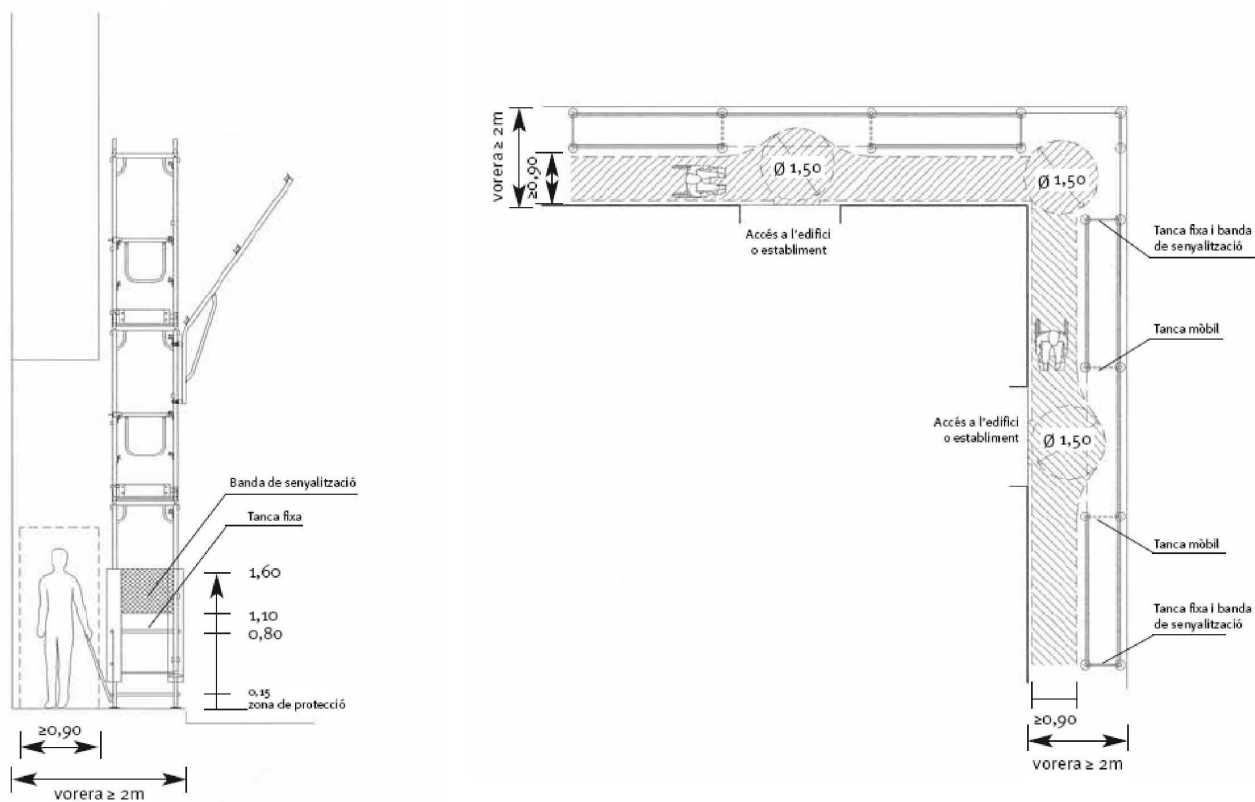 Banda de senyalització
Tanca fixa
1,60
1,10
0,80
0,15
zona de protecció
≥0,90
vorera ≥ 2m
vorera ≥ 2m
≥0,90
Ø 1,50
Ø 1,50
Accés a l'edifici
o establiment
Tanca fixa i banda
de senyalització
Tanca mòbil
Accés a l'edifici
o establiment
Ø 1,50
Tanca mòbil
Tanca fixa i banda
de senyalització
≥0,90
vorera ≥ 2m